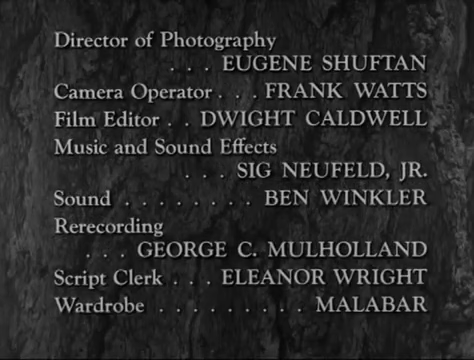 Director of Photography
. . . EUGENE SHUFTAN
Camera Operator . . . FRANK WATTS
Film Editor . . DWIGHT CALDWELL
Music and Sound Effects
. . . SIG NEUFELD, JR.
Sound . . . . . . . . BEN WINKLER
Rerecording
. . . GEORGE C. MULHOLLAND
Script Clerk . . . ELEANOR WRIGHT
Wardrobe . . . . . . . . . MALABAR